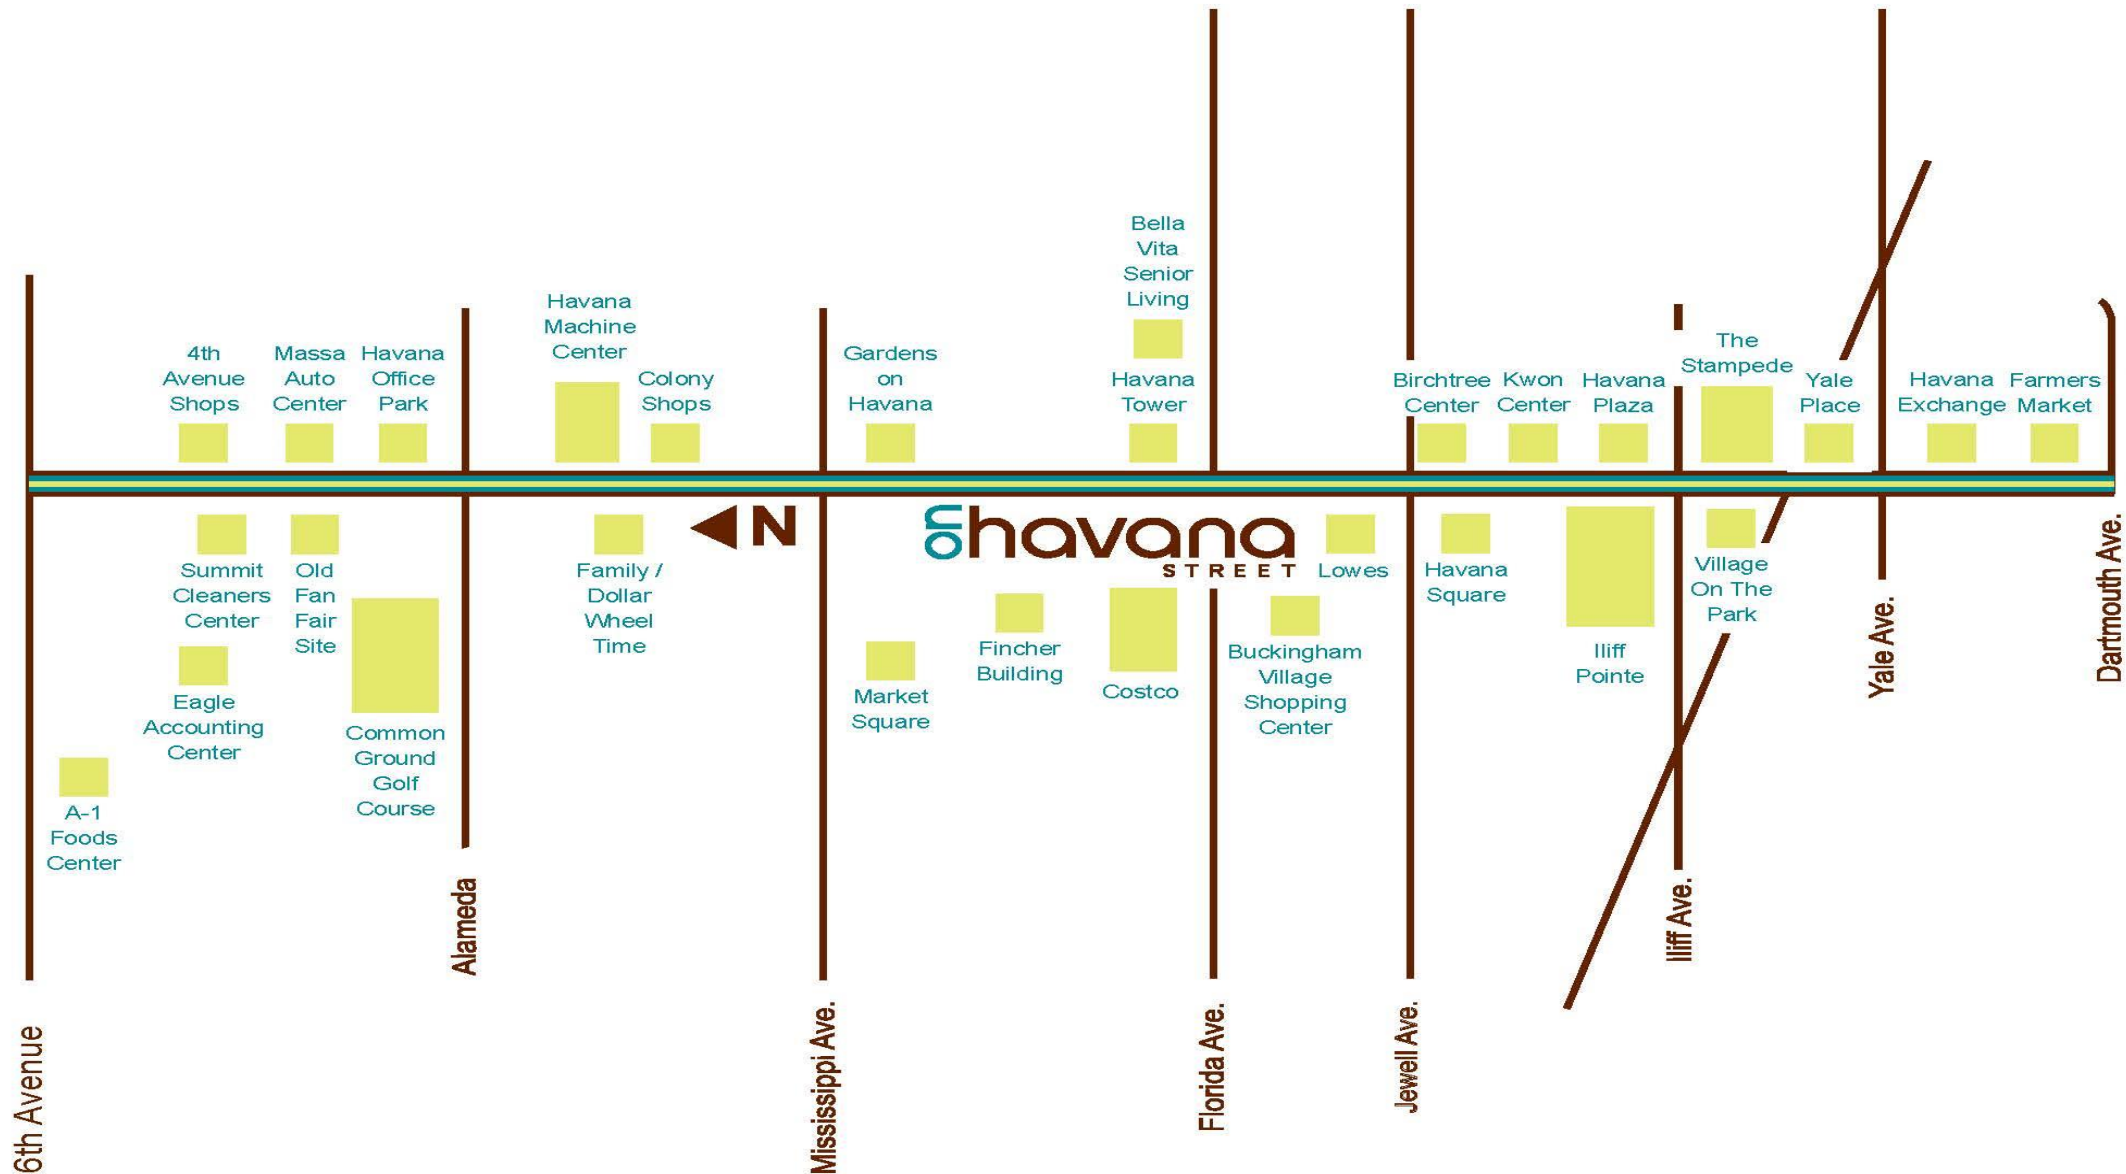 Bella
Vita
Senior
Living
Havana
Machine
Center
4th
Avenue
Shops
Massa
Auto
Center
Havana
Office
Park
Colony
Shops
Gardens
on
Havana
Havana
Tower
Birchtree
Center
Kwon
Center
Havana
Plaza
The
Stampede
Yale
Place
Havana
Exchange
Farmers
Market
N
on havana
STREET
Summit
Cleaners
Center
Old
Fan
Fair
Site
Family /
Dollar
Wheel
Time
Lowes
Havana
Square
Village
On The
Park
Eagle
Accounting
Center
Common
Ground
Golf
Course
Market
Square
Fincher
Building
Costco
Buckingham
Village
Shopping
Center
Iliff
Pointe
A-1
Foods
Center
6th Avenue
Alameda
Mississippi Ave.
Florida Ave.
Jewell Ave.
Iliff Ave.
Yale Ave.
Dartmouth Ave.